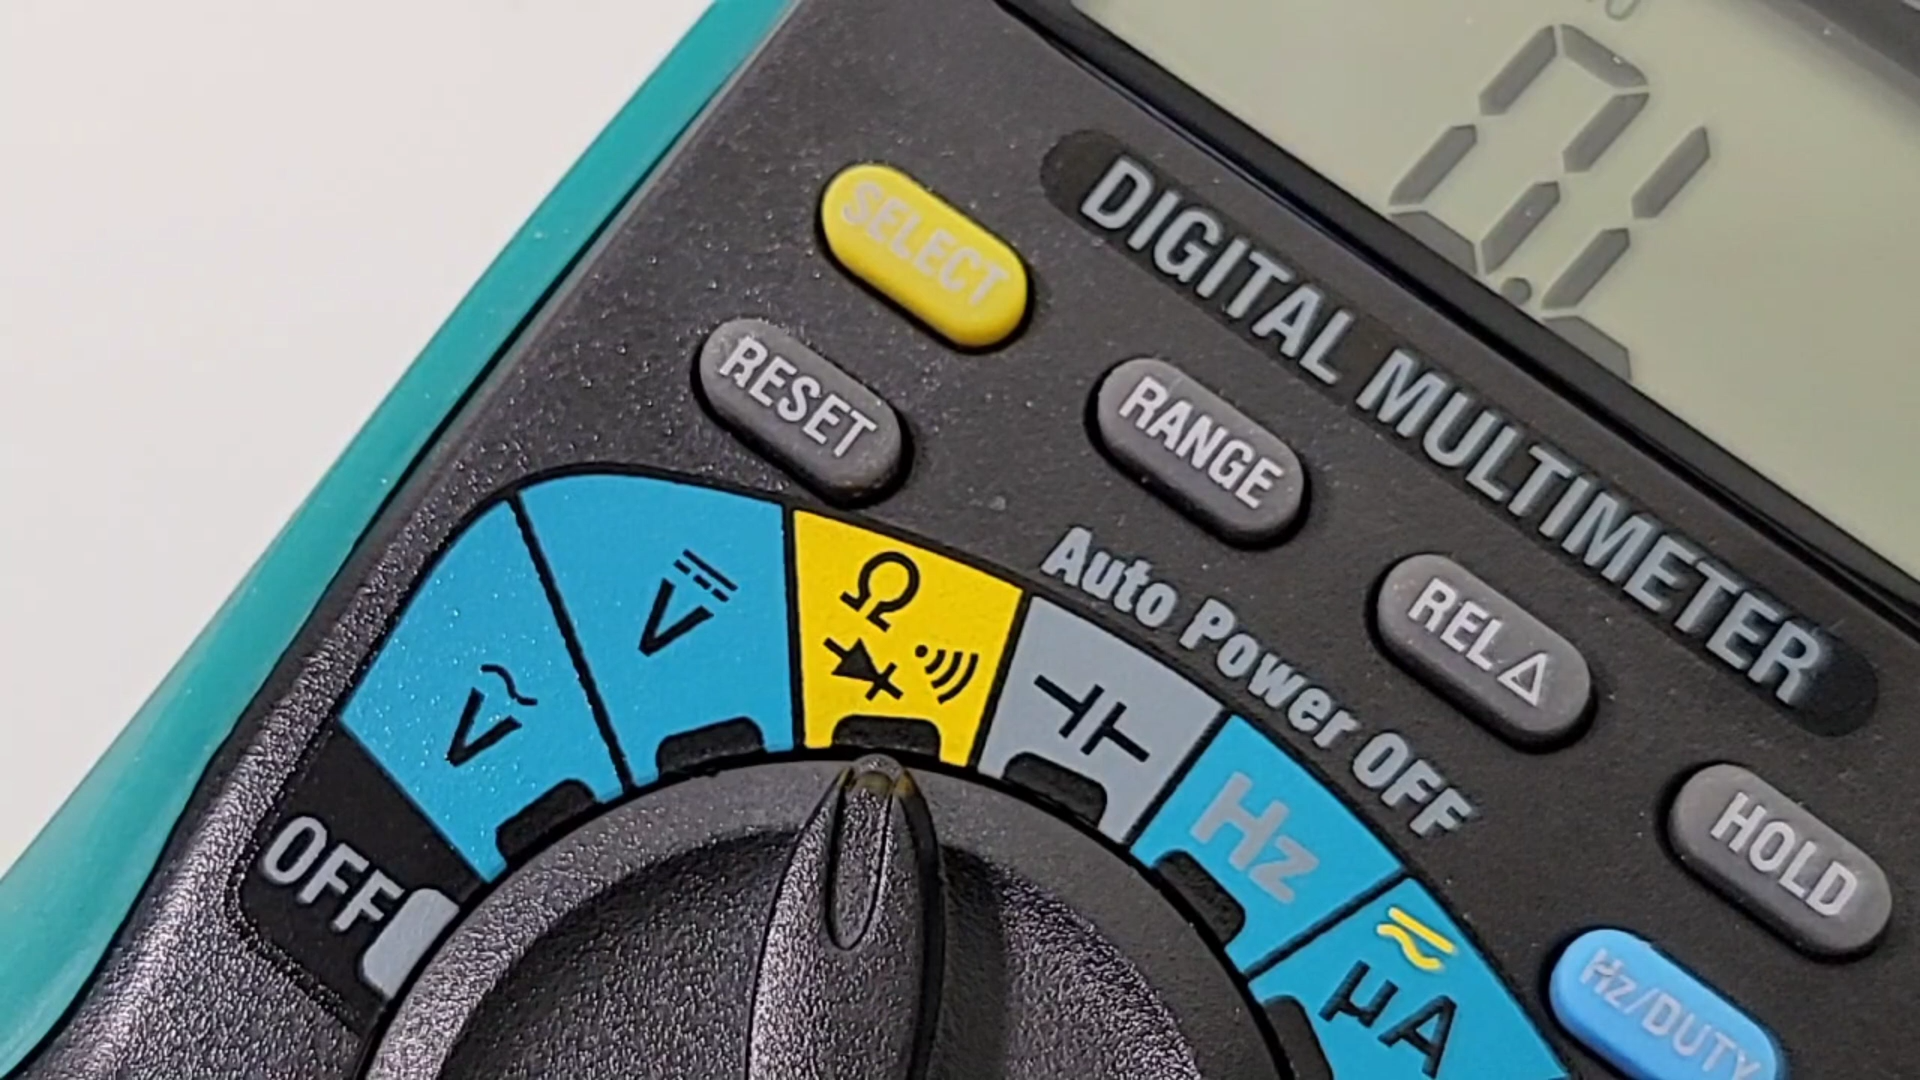 DIGITAL MULTIMETER
SELECT
RESET
RANGE
REL△
HOLD
Hz/DUTY
Auto Power OFF
OFF
V~
V⎓
Ω
Hz
μA